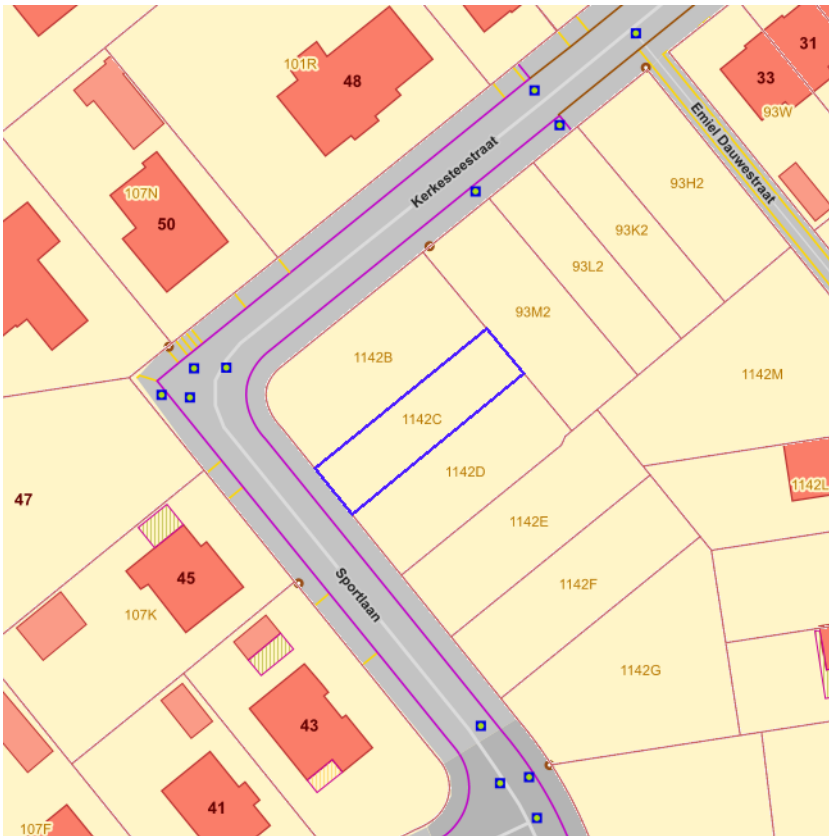 31
101R
33
48
93W
Emiel Dauwestraat
Kerkesteestraat
93H2
107N
50
93K2
93L2
93M2
1142B
1142M
1142C
1142D
1142L
47
1142E
45
1142F
Sportlaan
107K
1142G
43
41
107F